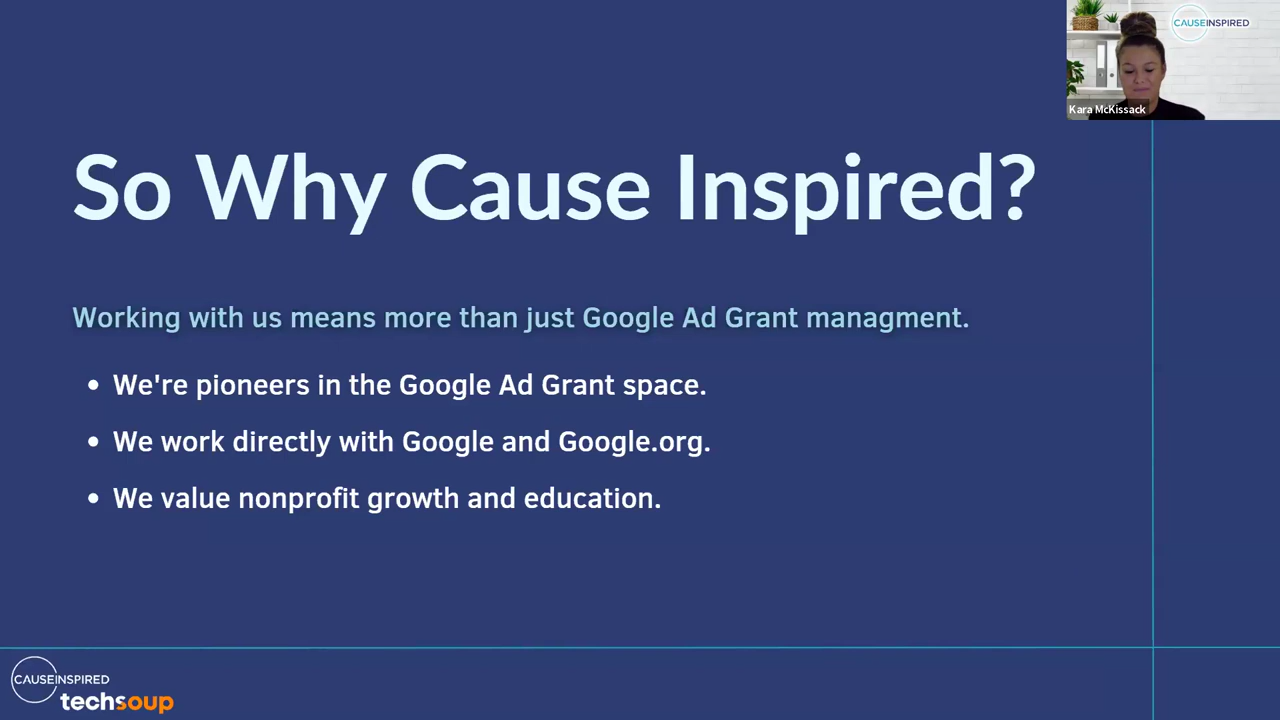 CAUSEINSPIRED
Kara McKissack
So Why Cause Inspired?
Working with us means more than just Google Ad Grant managment.
• We're pioneers in the Google Ad Grant space.
• We work directly with Google and Google.org.
• We value nonprofit growth and education.
CAUSEINSPIRED
techsoup